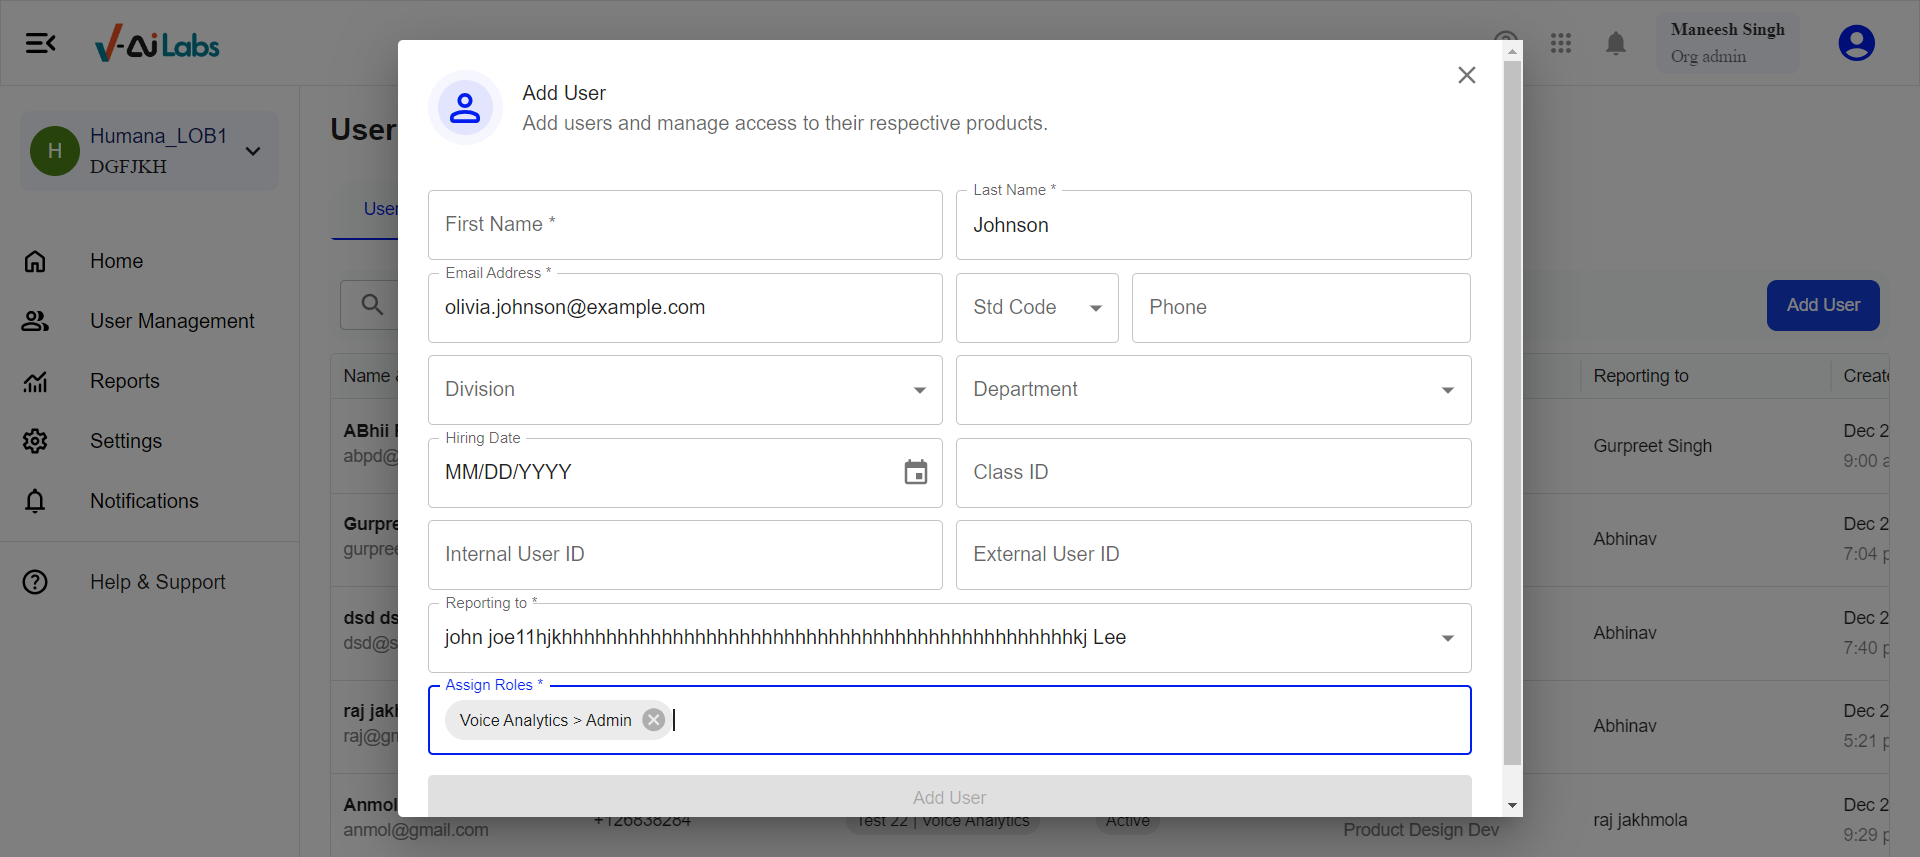 V-Ai Labs
Maneesh Singh
Org admin
H
Humana_LOB1
DGFJKH
Home
User Management
Reports
Settings
Notifications
Help & Support
User
User
Add User
Add User
Add users and manage access to their respective products.
First Name *
Last Name *
Johnson
Email Address *
olivia.johnson@example.com
Std Code
Phone
Division
Department
Hiring Date
MM/DD/YYYY
Class ID
Internal User ID
External User ID
Reporting to *
Assign Roles *
Voice Analytics > Admin
Add User
Name
Reporting to
Create
ABhii
abpd@
Gurpreet Singh
Dec 2
9:00
Gurpre
gurpree
Abhinav
Dec 2
7:04 p
dsd ds
dsd@s
Abhinav
Dec 2
7:40 p
raj jakl
raj@gn
Abhinav
Dec 2
5:21 p
Anmol
anmol@gmail.com
+126838284
Test 22 | Voice Analytics
Active
Product Design Dev
raj jakhmola
Dec 2
9:29 p